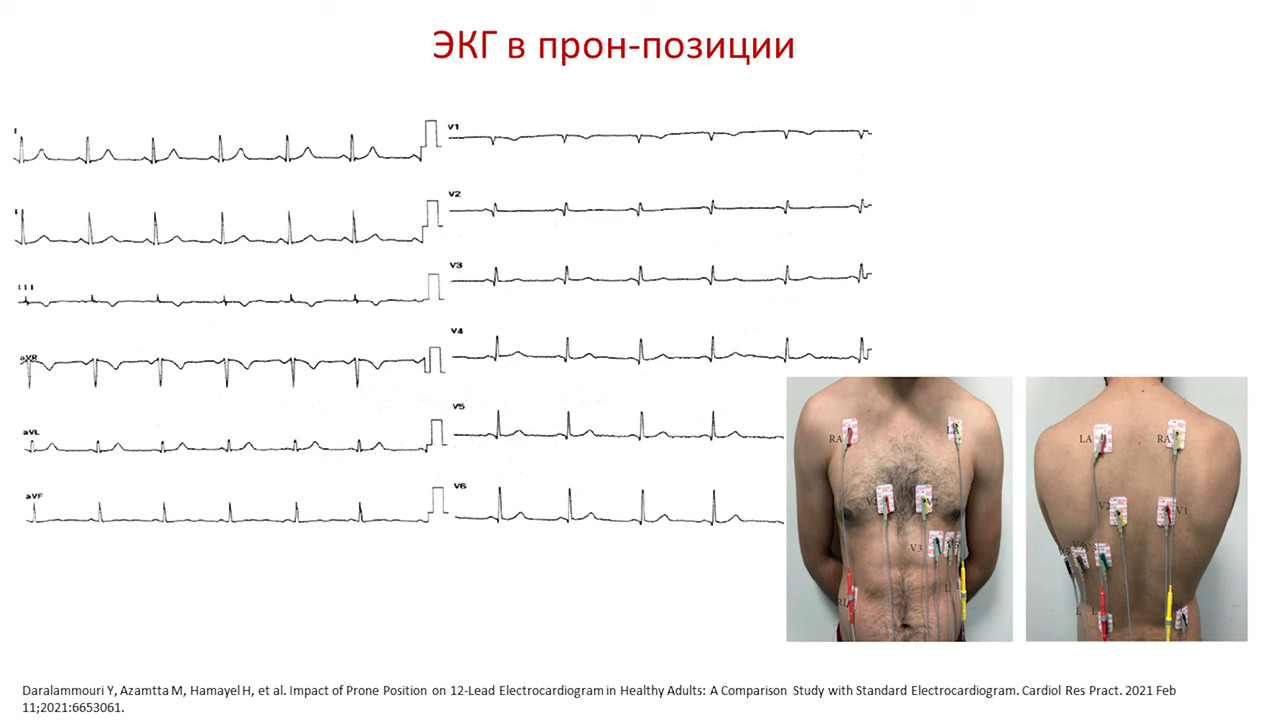 ЭКГ в прон-позиции
I
I
III
aVR
aVL
aVF
V1
V2
V3
V4
V5
V6
RA
LA
V3
RL
L
LA
RA
V2
V1
L
Daralammouri Y, Azamtta M, Hamayel H, et al. Impact of Prone Position on 12-Lead Electrocardiogram in Healthy Adults: A Comparison Study with Standard Electrocardiogram. Cardiol Res Pract. 2021 Feb
11;2021:6653061.